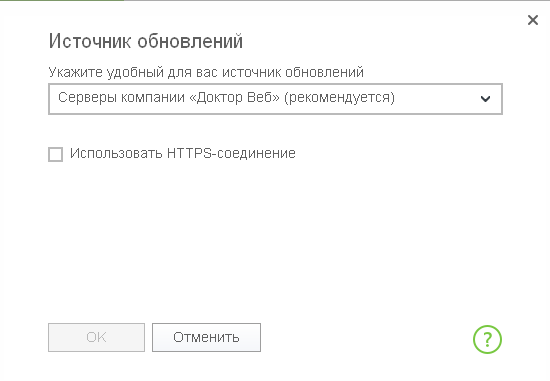 Источник обновлений
Укажите удобный для вас источник обновлений
Серверы компании «Доктор Веб» (рекомендуется)
Использовать HTTPS-соединение
OK
Отменить
?